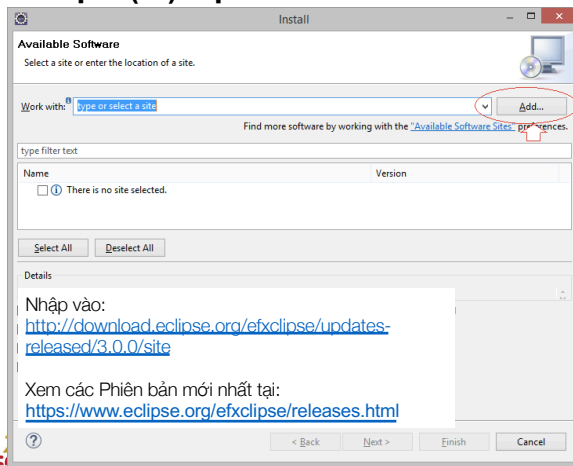 Install
Available Software
Select a site or enter the location of a site.
Work with: type or select a site
Add...
Find more software by working with the "Available Software Sites" preferences.
type filter text
Name Version
There is no site selected.
Select All Deselect All
Details
Nhập vào:
http://download.eclipse.org/efxclipse/updates-
released/3.0.0/site
Xem các Phiên bản mới nhất tại:
https://www.eclipse.org/efxclipse/releases.html
< Back Next > Finish Cancel